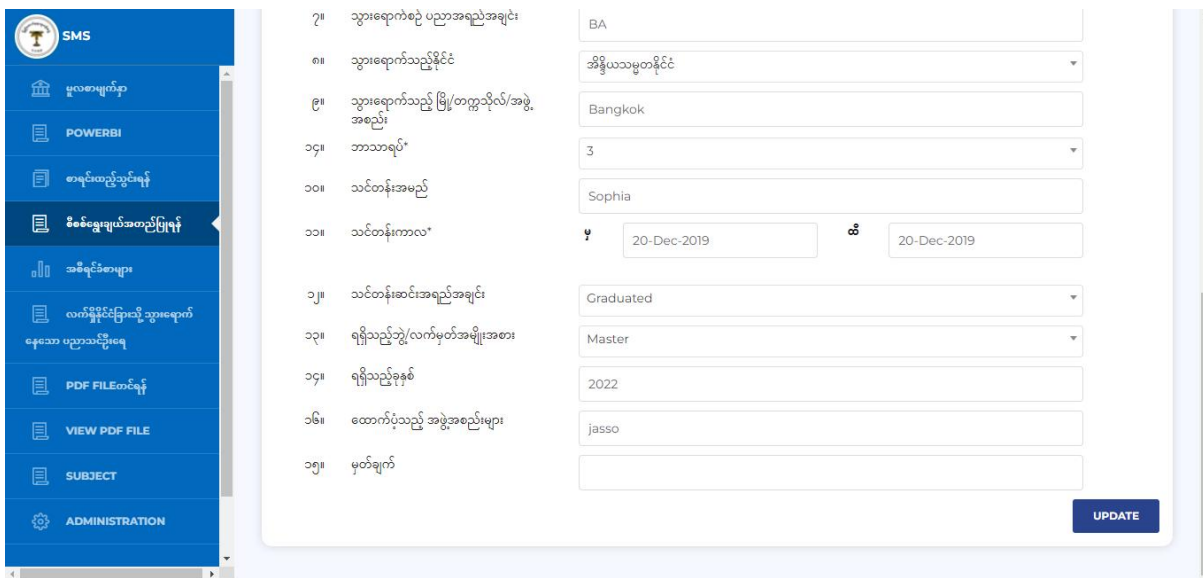 SMS
မူလစာမျက်နှာ
POWERBI
စာရင်းထည့်သွင်းရန်
စီစစ်ရွေးချယ်အတည်ပြုရန်
အစီရင်ခံစာများ
လက်ရှိနိုင်ငံခြားသို့ သွားရောက်
နေသော ပညာသင်ဦးရေ
PDF FILEတင်ရန်
VIEW PDF FILE
SUBJECT
ADMINISTRATION
၇။ သွားရောက်စဉ် ပညာအရည်အချင်း BA
၈။ သွားရောက်သည့်နိုင်ငံ အိန္ဒိယသမ္မတနိုင်ငံ
၉။ သွားရောက်သည့် မြို့/တက္ကသိုလ်/အဖွဲ့
အစည်း Bangkok
၁၄။ ဘာသာရပ်* 3
၁၀။ သင်တန်းအမည် Sophia
၁၁။ သင်တန်းကာလ* မှ 20-Dec-2019 ထိ 20-Dec-2019
၁၂။ သင်တန်းဆင်းအရည်အချင်း Graduated
၁၃။ ရရှိသည့်ဘွဲ့/လက်မှတ်အမျိုးအစား Master
၁၄။ ရရှိသည့်ခုနှစ် 2022
၁၆။ ထောက်ပံ့သည့် အဖွဲ့အစည်းများ jasso
၁၅။ မှတ်ချက်
UPDATE